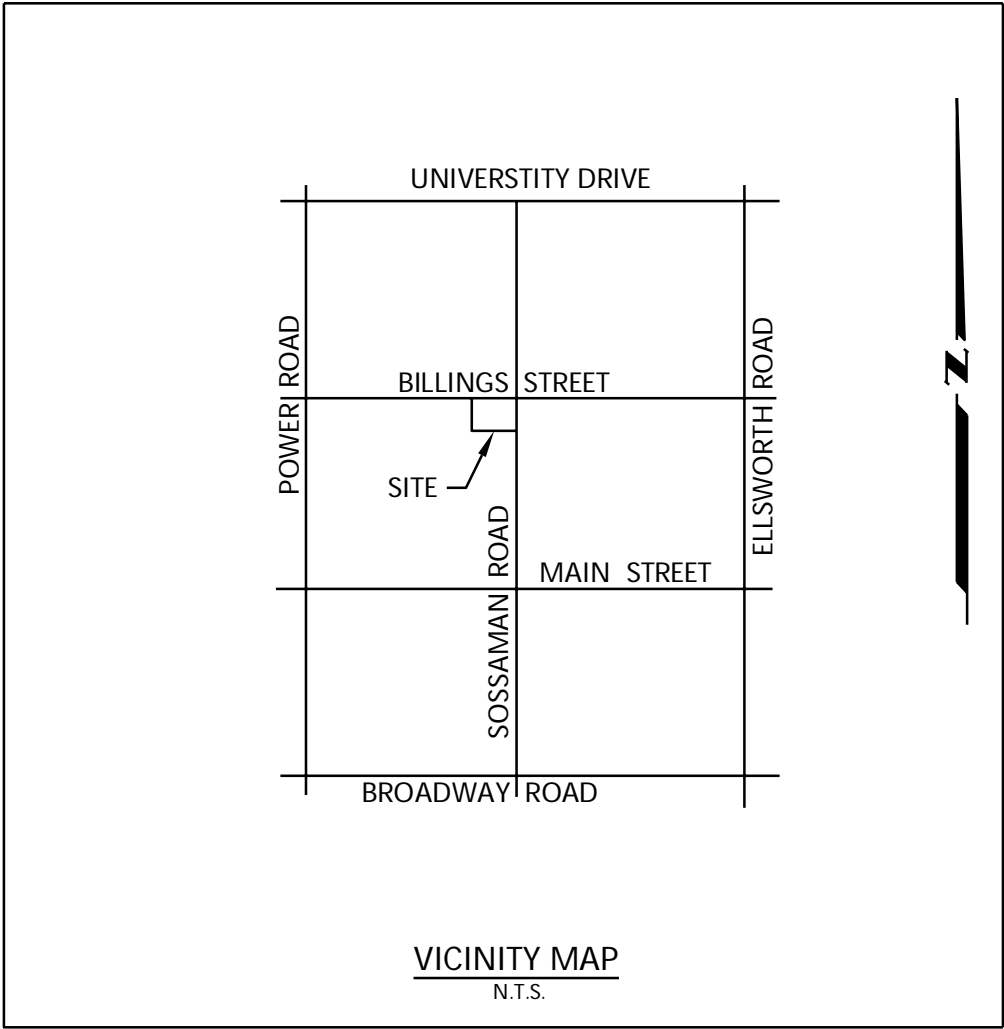 UNIVERSTITY DRIVE
POWER ROAD
ELLSWORTH ROAD
BILLINGS STREET
SITE
SOSSAMAN ROAD
MAIN STREET
BROADWAY ROAD
N
VICINITY MAP
N.T.S.